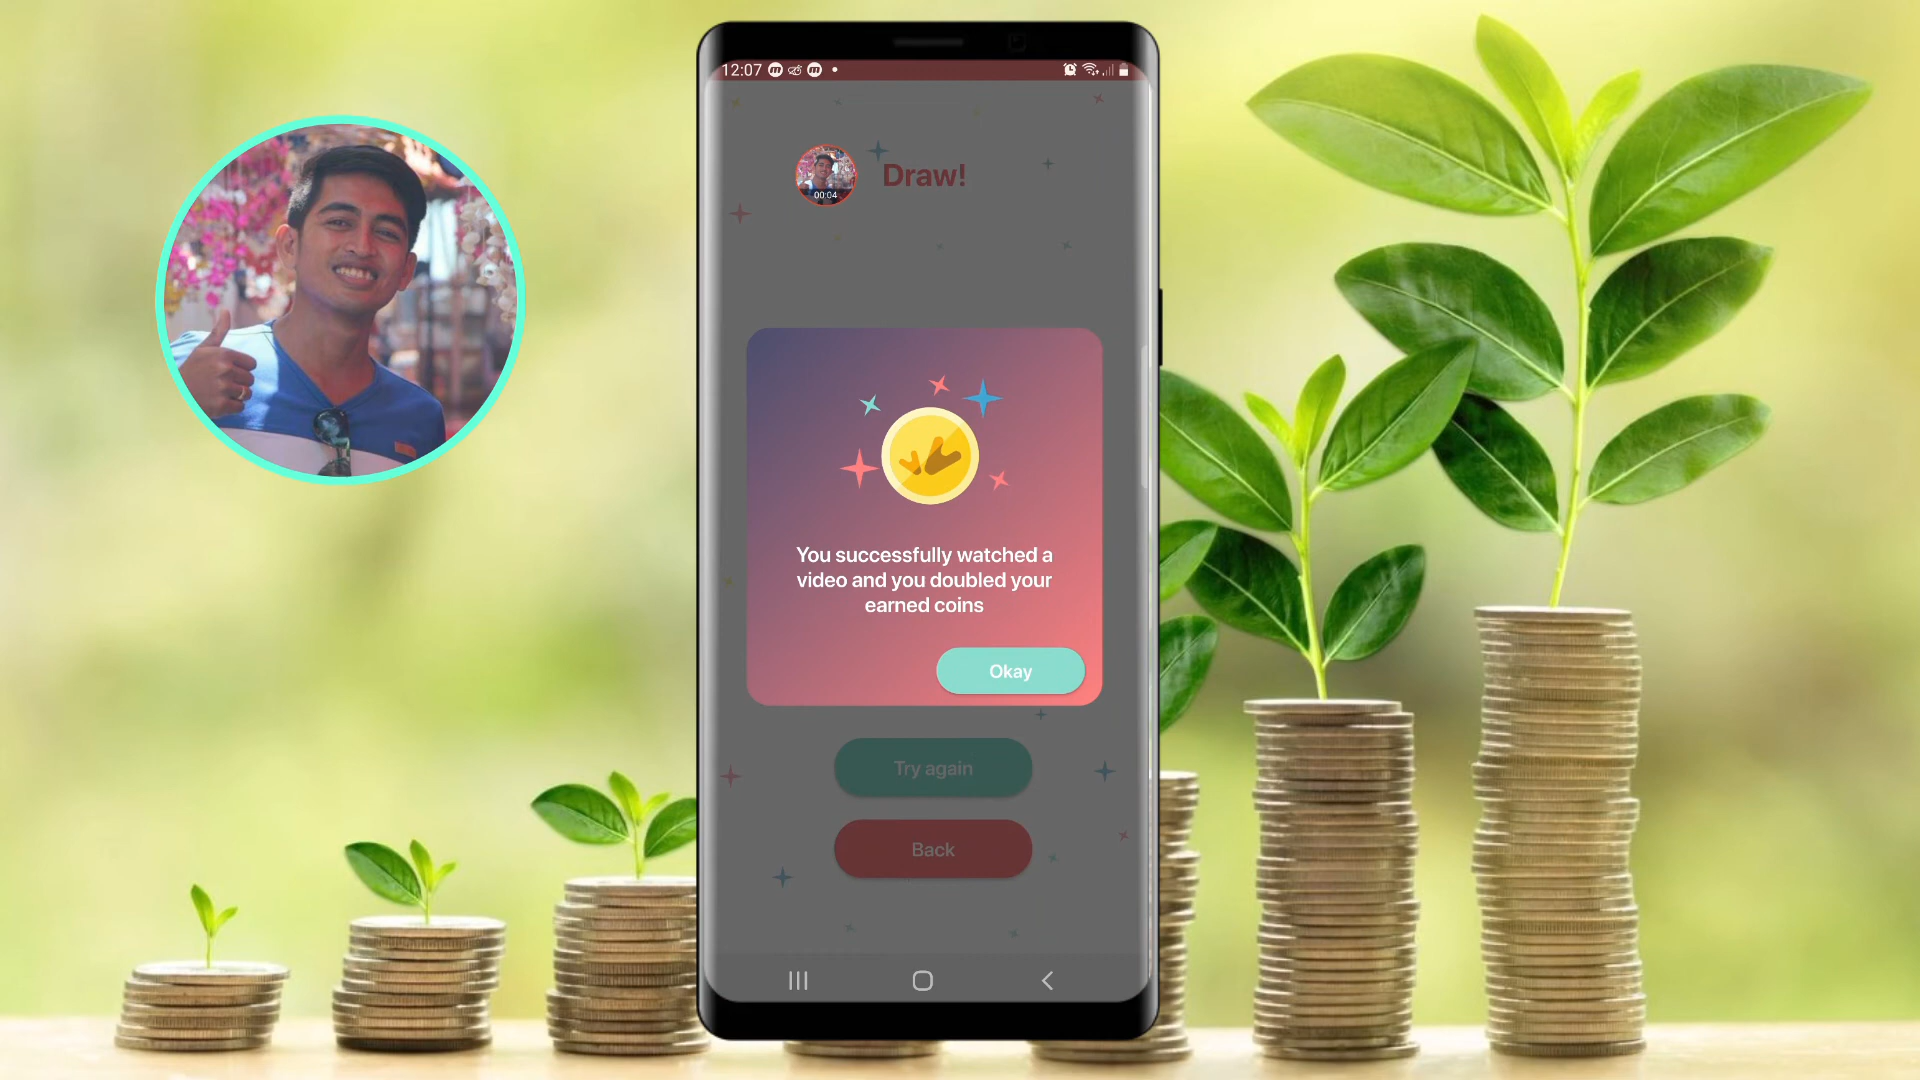 12:07
00:04
Draw!
You successfully watched a
video and you doubled your
earned coins
Okay
Try again
Back